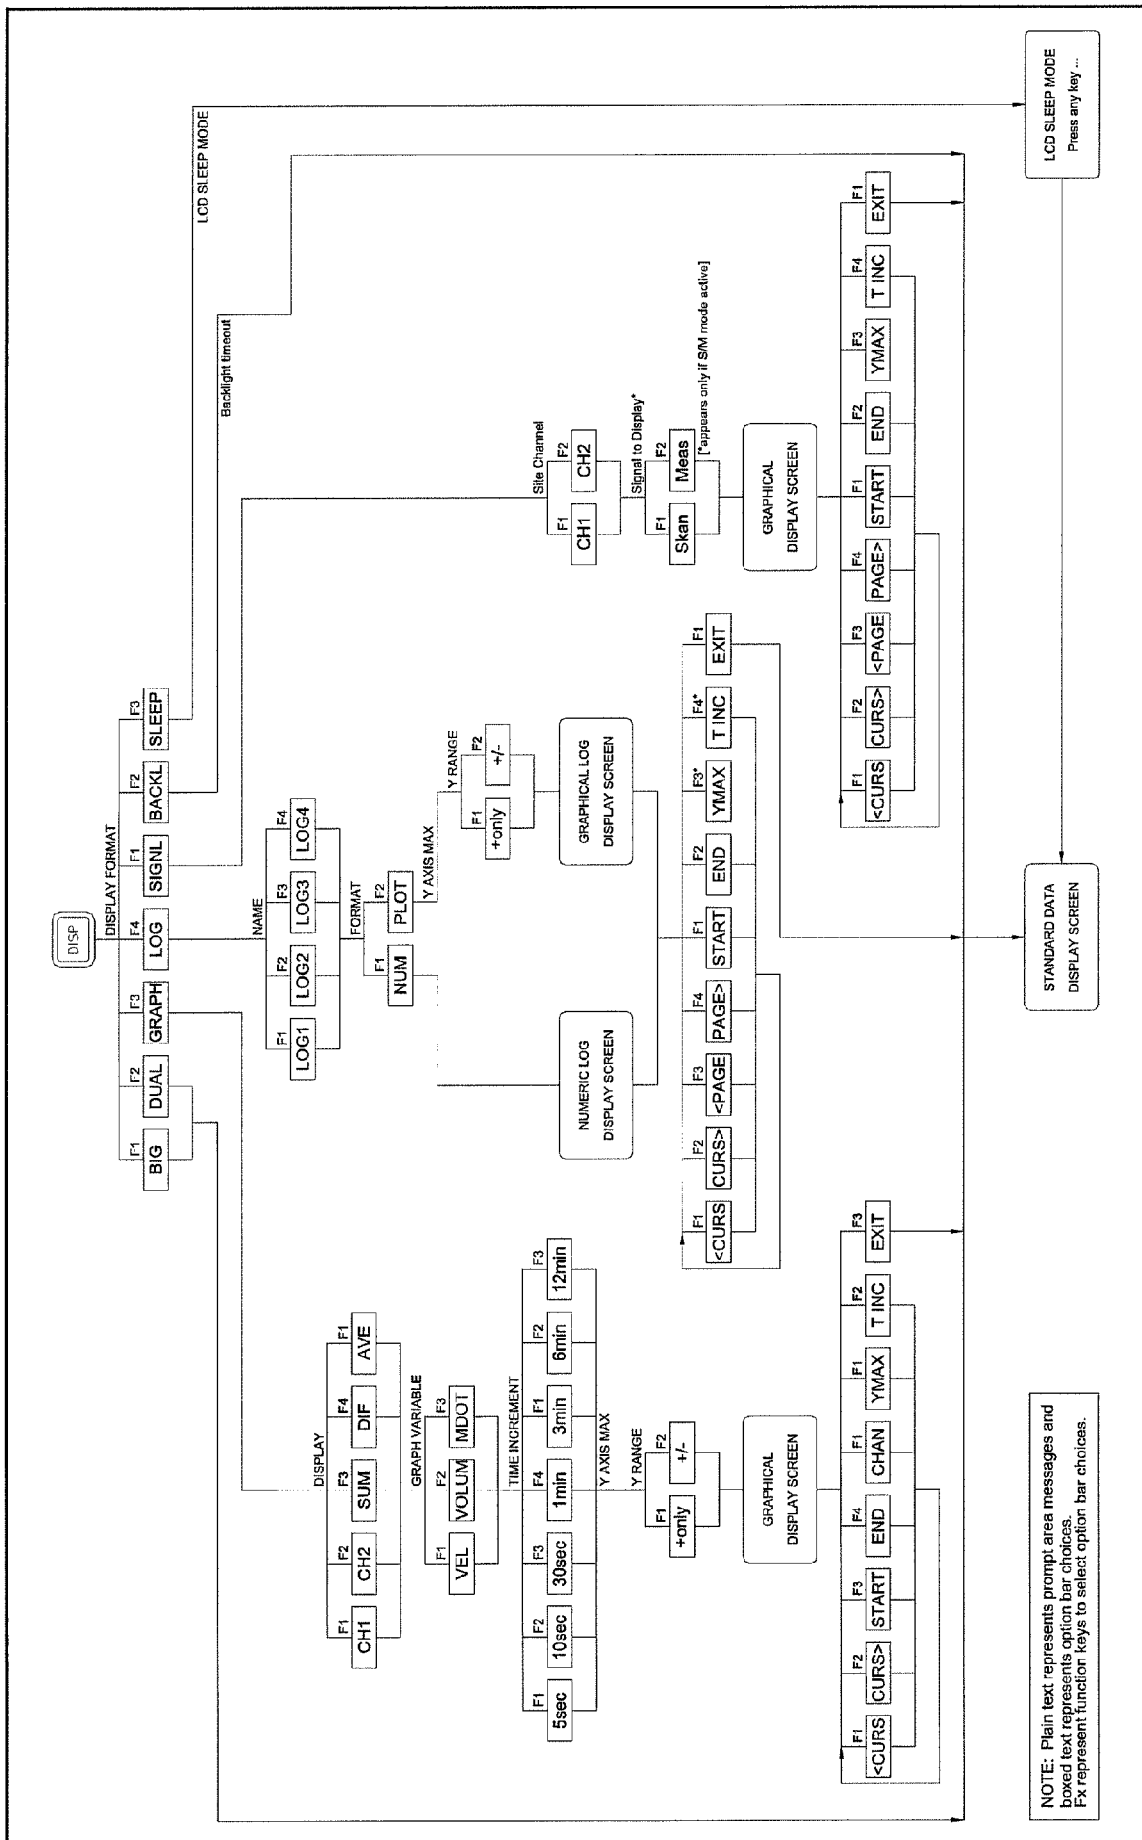 DISP
DISPLAY FORMAT
F1 F2 F3 F4 F1 F2 F3
BIG DUAL GRAPH LOG SIGNL BACKL SLEEP
LCD SLEEP MODE
Backlight timeout
NAME
F1 F2 F3 F4
LOG1 LOG2 LOG3 LOG4
FORMAT
F1 F2
NUM PLOT
Y AXIS MAX
Y RANGE
F1 F2
+only +/-
NUMERIC LOG
DISPLAY SCREEN
GRAPHICAL LOG
DISPLAY SCREEN
F1 F2 F3 F4 F1 F2 F3* F4* F1
<CURS CURS> <PAGE PAGE> START END YMAX T INC EXIT
DISPLAY
F1 F2 F3 F4 F1
CH1 CH2 SUM DIF AVE
GRAPH VARIABLE
F1 F2 F3
VEL VOLUM MDOT
TIME INCREMENT
F1 F2 F3 F4 F1 F2 F3
5sec 10sec 30sec 1min 3min 6min 12min
Y AXIS MAX
Y RANGE
F1 F2
+only +/-
GRAPHICAL
DISPLAY SCREEN
F1 F2 F3 F4 F1 F1 F2 F3
<CURS CURS> START END CHAN YMAX T INC EXIT
Site Channel
F1 F2
CH1 CH2
Signal to Display*
F1 F2
Skan Meas
[*appears only if S/M mode active]
GRAPHICAL
DISPLAY SCREEN
F1 F2 F3 F4 F1 F2 F3 F4 F1
<CURS CURS> <PAGE PAGE> START END YMAX T INC EXIT
STANDARD DATA
DISPLAY SCREEN
LCD SLEEP MODE
Press any key ...
NOTE: Plain text represents prompt area messages and
boxed text represents option bar choices.
Fx represent function keys to select option bar choices.